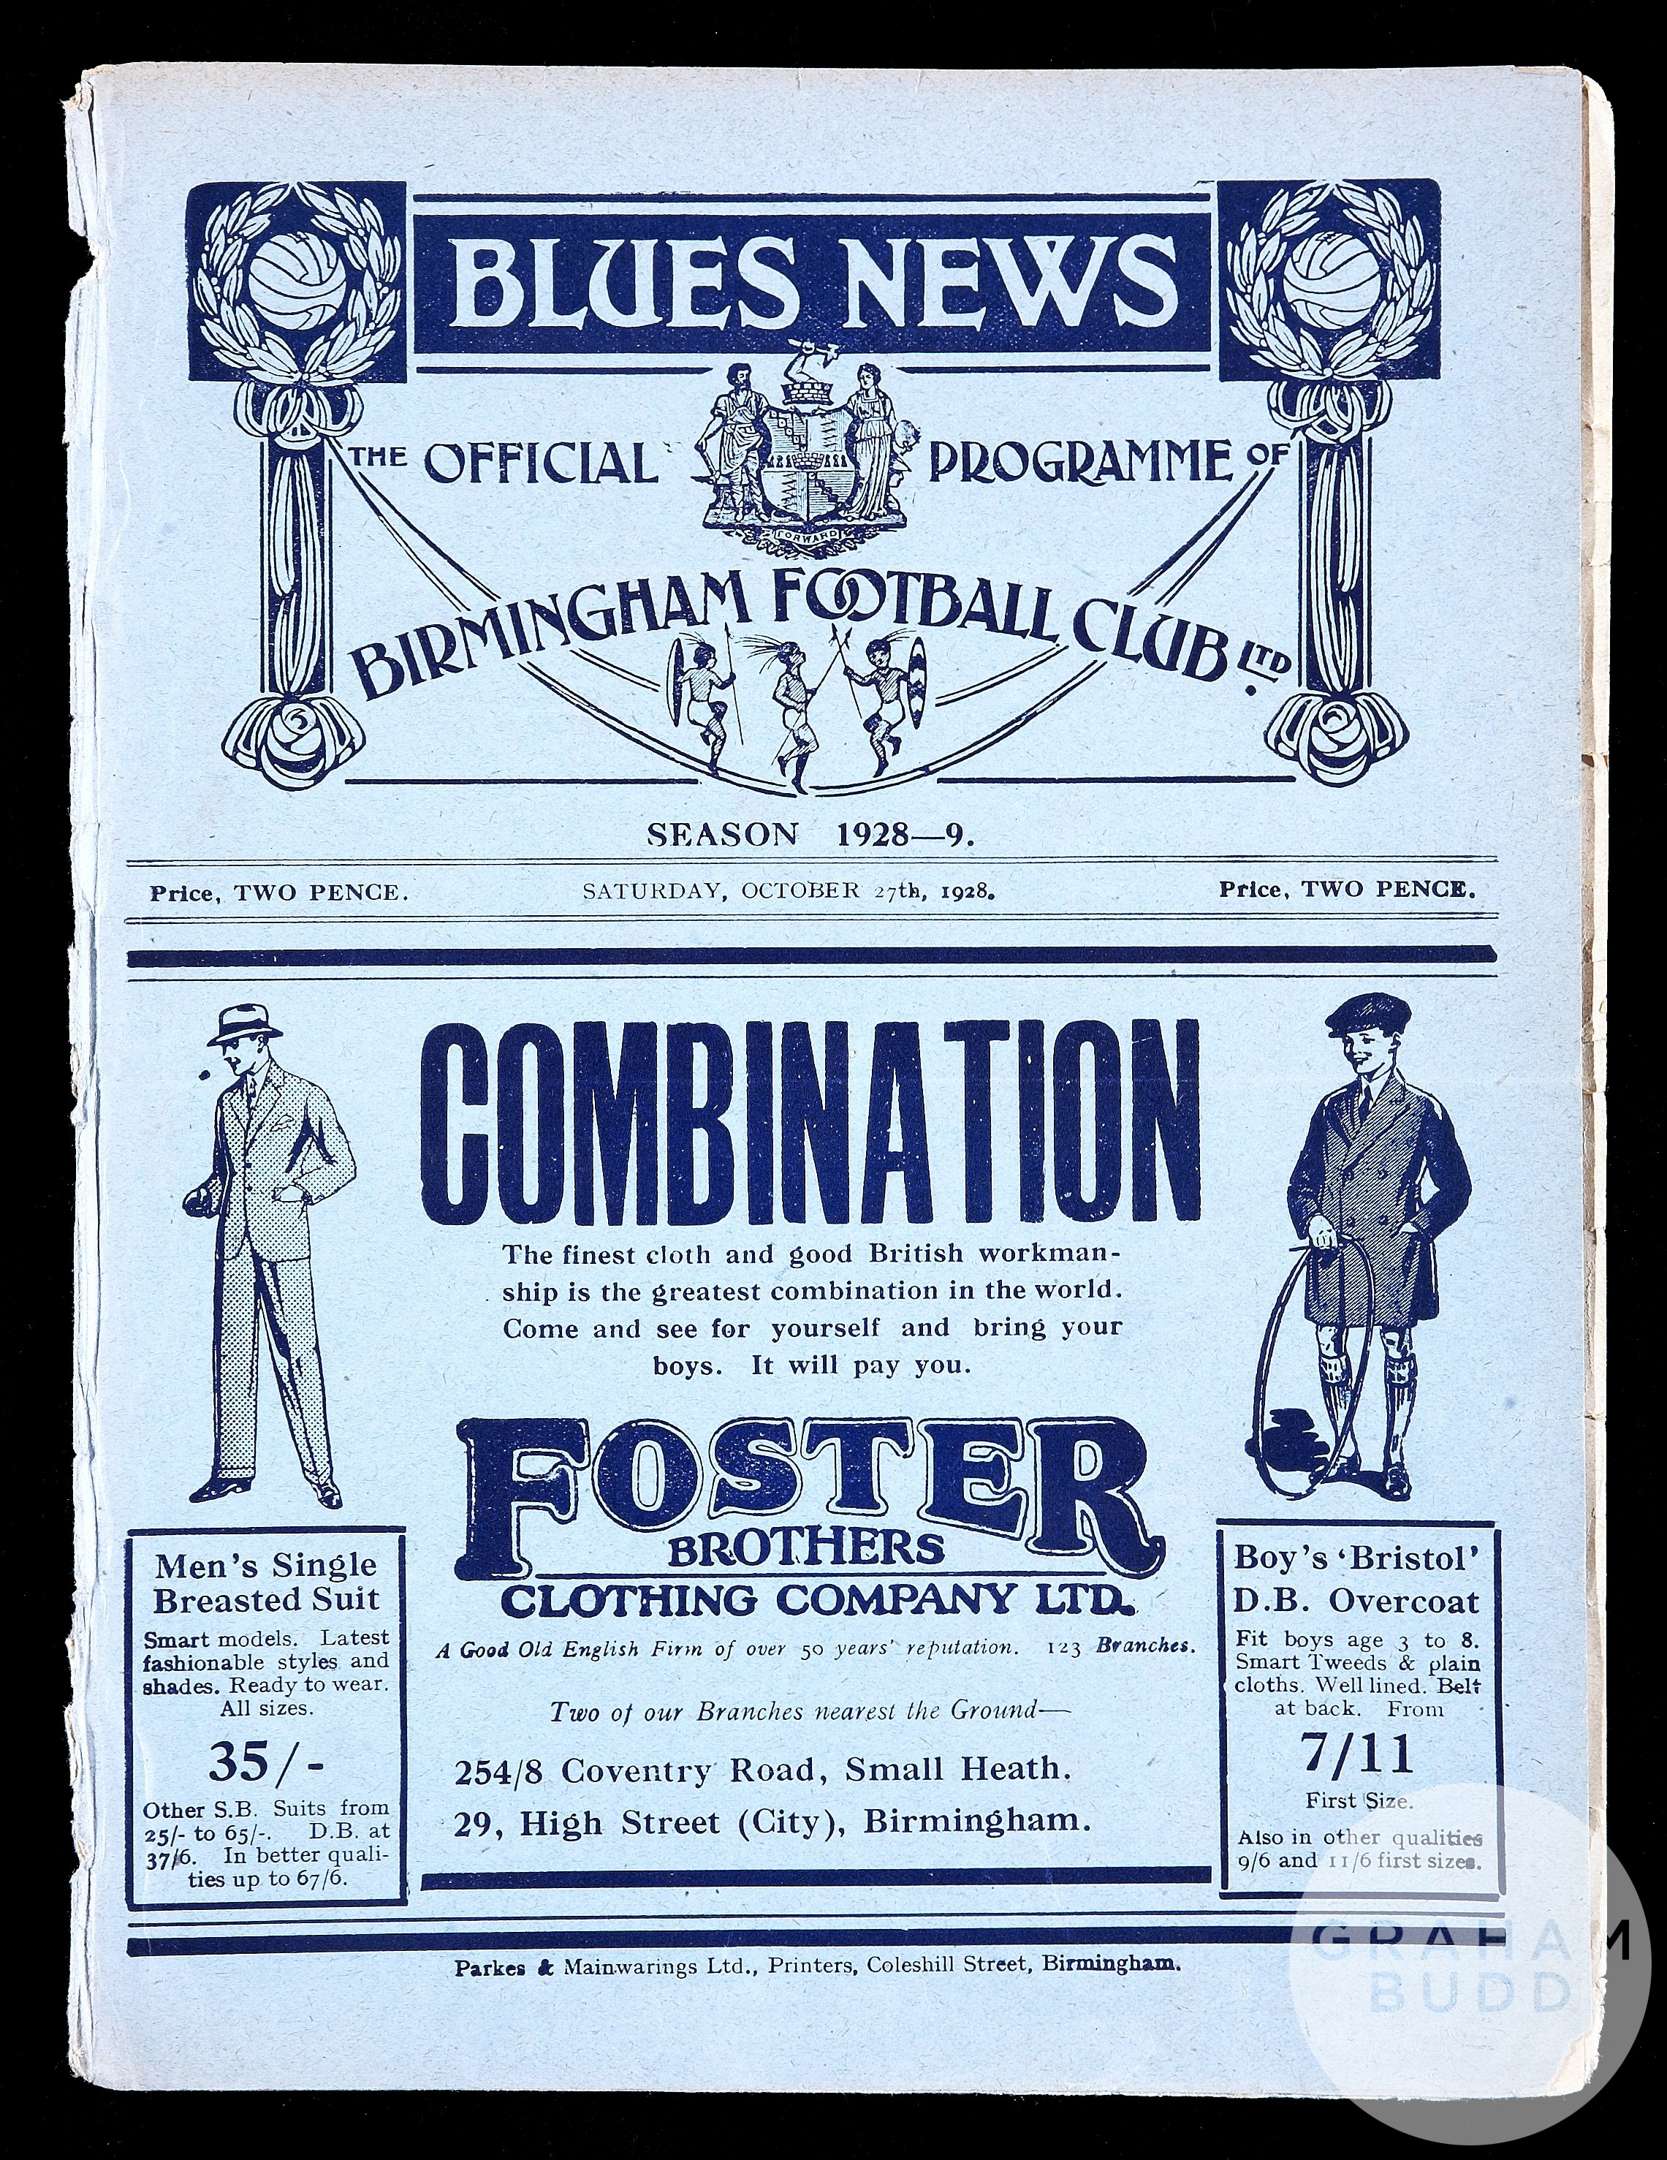 BLUES NEWS
THE OFFICIAL PROGRAMME OF
FORWARD
BIRMINGHAM FOOTBALL CLUB LTD.
SEASON 1928—9.
Price, TWO PENCE. SATURDAY, OCTOBER 27th, 1928. Price, TWO PENCE.
COMBINATION
The finest cloth and good British workman-
ship is the greatest combination in the world.
Come and see for yourself and bring your
boys. It will pay you.
FOSTER
BROTHERS
CLOTHING COMPANY LTD.
A Good Old English Firm of over 50 years' reputation. 123 Branches.
Two of our Branches nearest the Ground—
254/8 Coventry Road, Small Heath.
29, High Street (City), Birmingham.
Men's Single
Breasted Suit
Smart models. Latest
fashionable styles and
shades. Ready to wear.
All sizes.
35/-
Other S.B. Suits from
25/- to 65/-. D.B. at
37/6. In better quali-
ties up to 67/6.
Boy's 'Bristol'
D.B. Overcoat
Fit boys age 3 to 8.
Smart Tweeds & plain
cloths. Well lined. Belt
at back. From
7/11
First Size.
Also in other qualities
9/6 and 11/6 first sizes.
Parkes & Mainwarings Ltd., Printers, Coleshill Street, Birmingham.
GRAHAM
BUDD